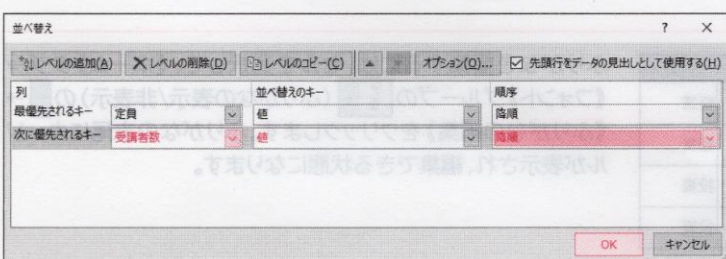 並べ替え ? ×
レベルの追加(A) レベルの削除(D) レベルのコピー(C) オプション(O)... 先頭行をデータの見出しとして使用する(H)
列 並べ替えのキー 順序
最優先されるキー 定員 値 降順
次に優先されるキー 受講者数 値 降順
OK キャンセル